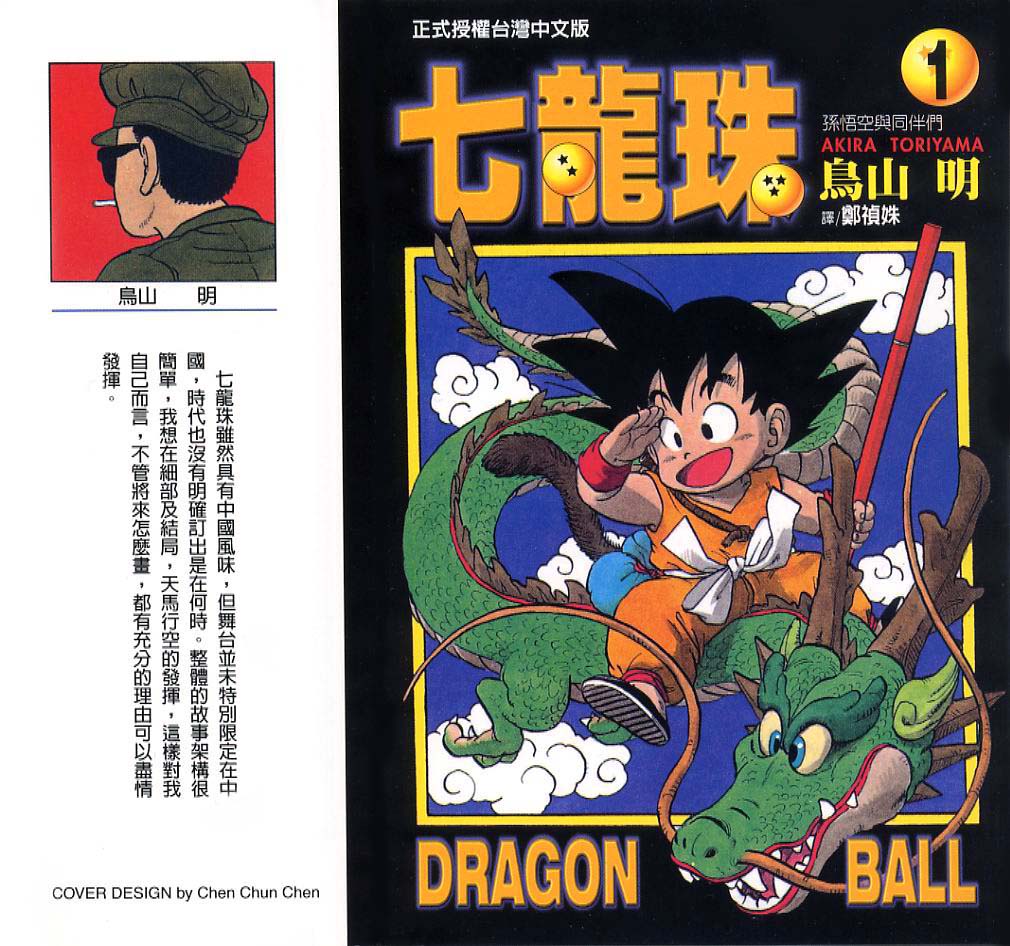 正式授權台灣中文版
七龍珠
1
孫悟空與同伴們
AKIRA TORIYAMA
鳥山 明
譯/鄭禎姝
DRAGON BALL
鳥山 明
七龍珠雖然具有中國風味,但舞台並未特別限定在中
國,時代也沒有明確訂出是在何時。整體的故事架構很
簡單,我想在細部及結局,天馬行空的發揮,這樣對我
自己而言,不管將來怎麼畫,都有充分的理由可以盡情
發揮。
COVER DESIGN by Chen Chun Chen